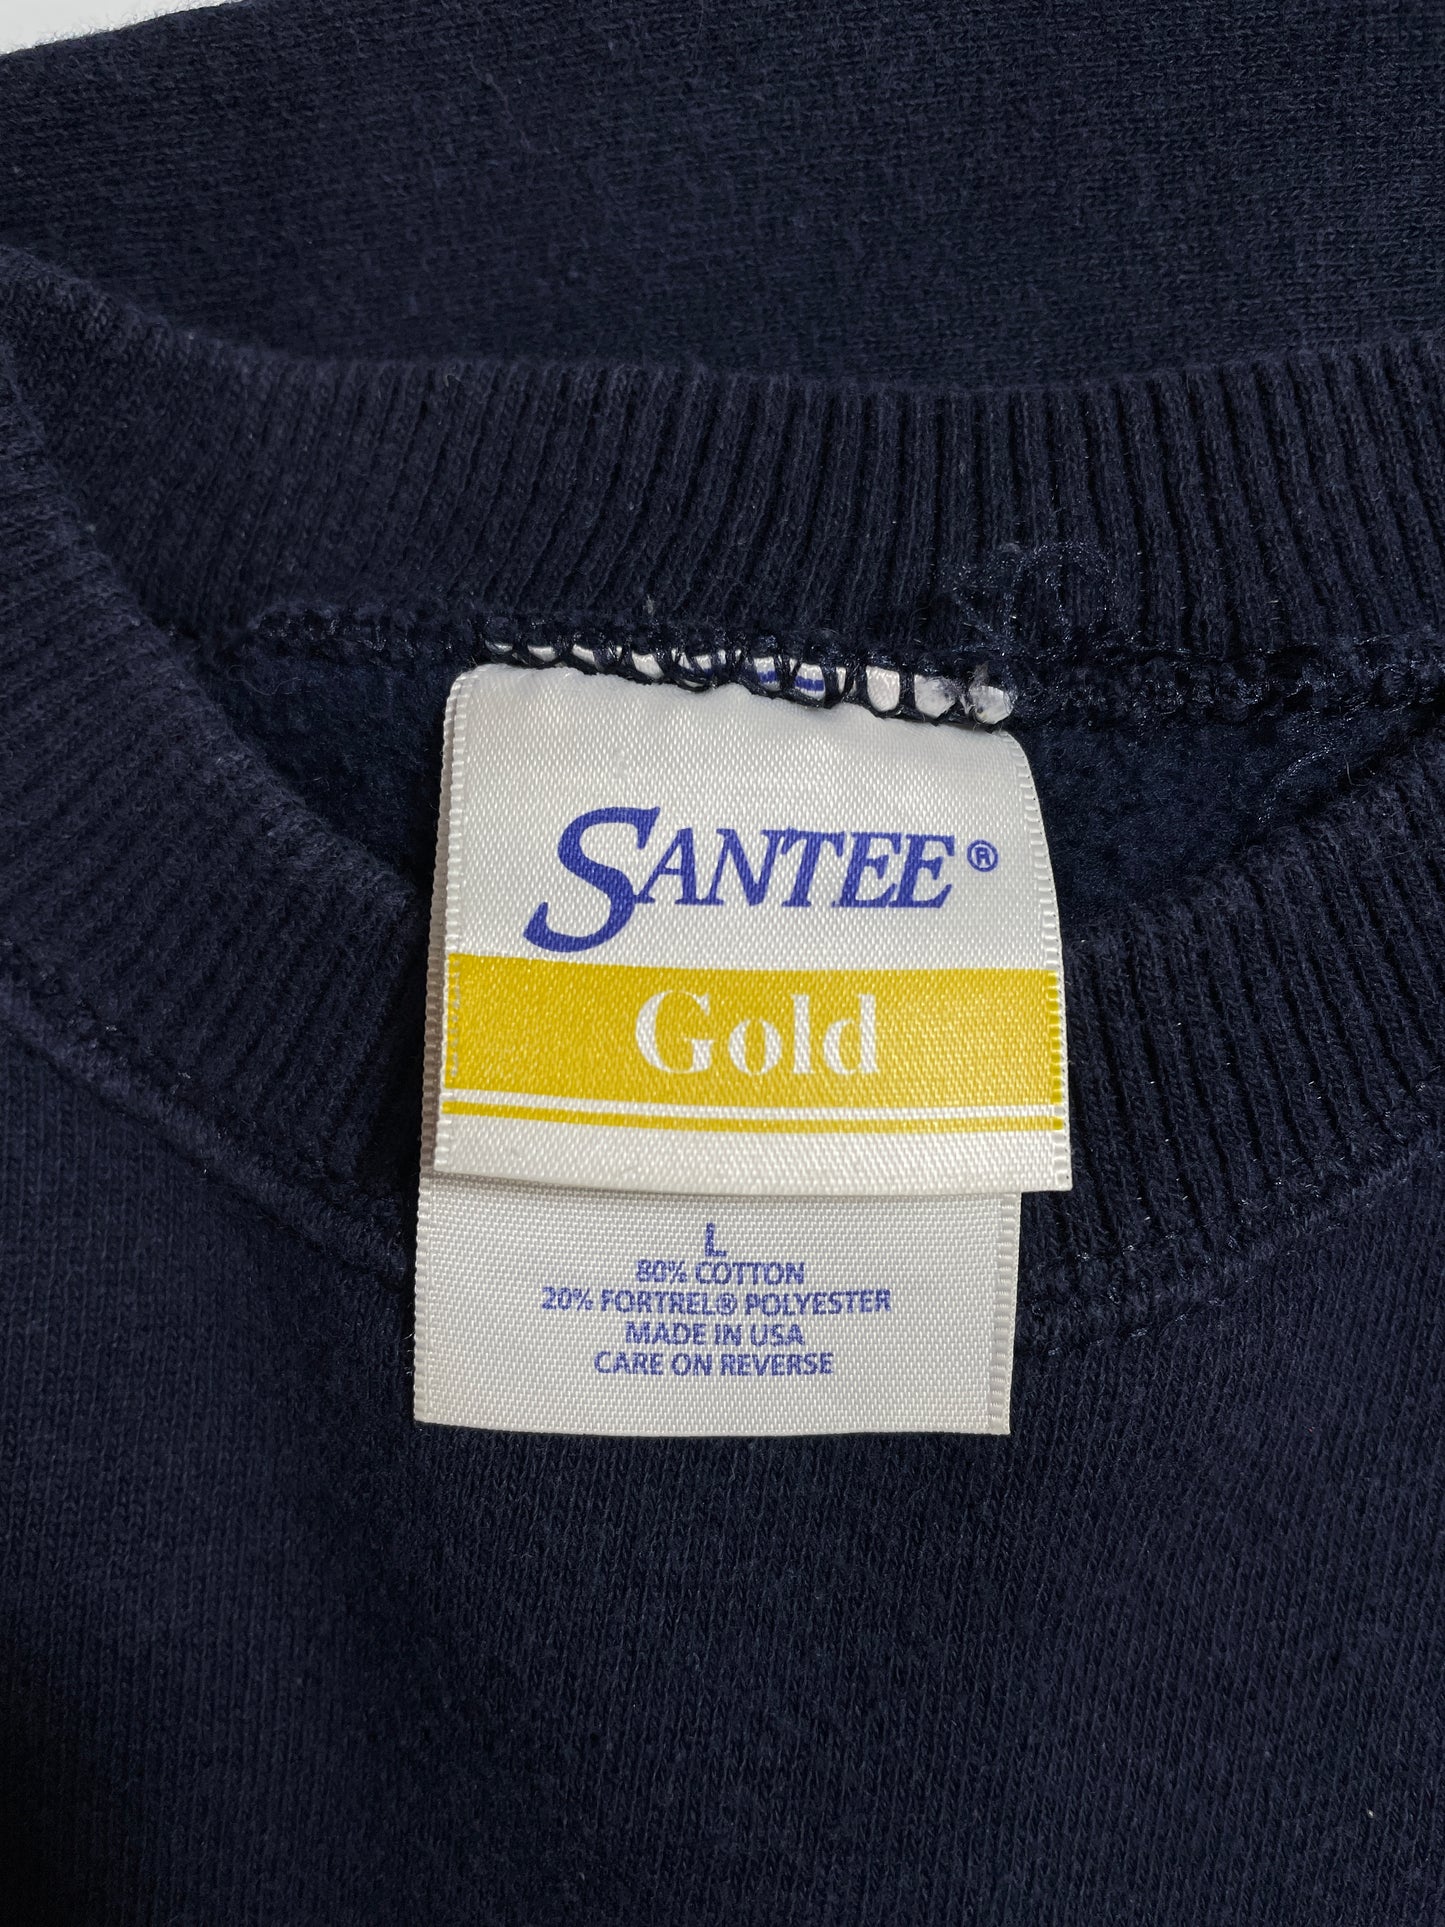 SANTEE®
Gold
L
80% COTTON
20% FORTREL® POLYESTER
MADE IN USA
CARE ON REVERSE